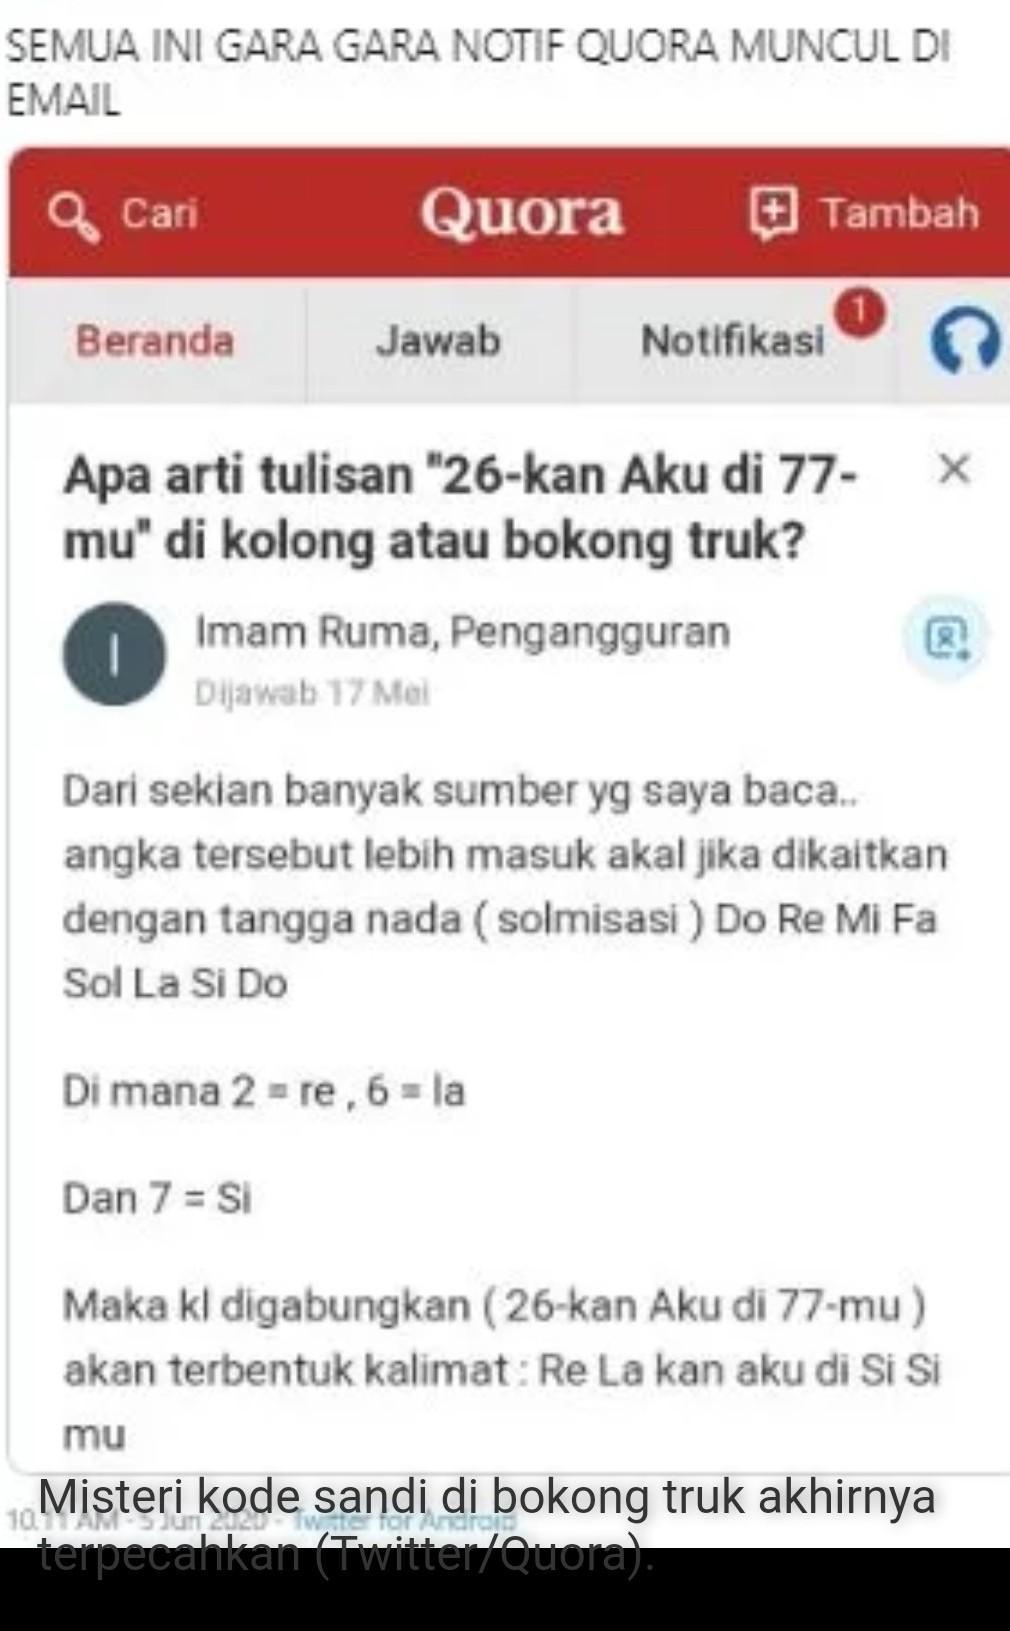 SEMUA INI GARA GARA NOTIF QUORA MUNCUL DI
EMAIL
Cari
Quora
Tambah
Beranda
Jawab
Notifikasi
1
Apa arti tulisan "26-kan Aku di 77-
mu" di kolong atau bokong truk?
I
Imam Ruma, Pengangguran
Dijawab 17 Mei
Dari sekian banyak sumber yg saya baca..
angka tersebut lebih masuk akal jika dikaitkan
dengan tangga nada ( solmisasi ) Do Re Mi Fa
Sol La Si Do
Di mana 2 = re , 6 = la
Dan 7 = Si
Maka kl digabungkan ( 26-kan Aku di 77-mu )
akan terbentuk kalimat : Re La kan aku di Si Si
mu
Misteri kode sandi di bokong truk akhirnya
10.11 AM - 5 Jun 2020 - Twitter for Android
terpecahkan (Twitter/Quora).